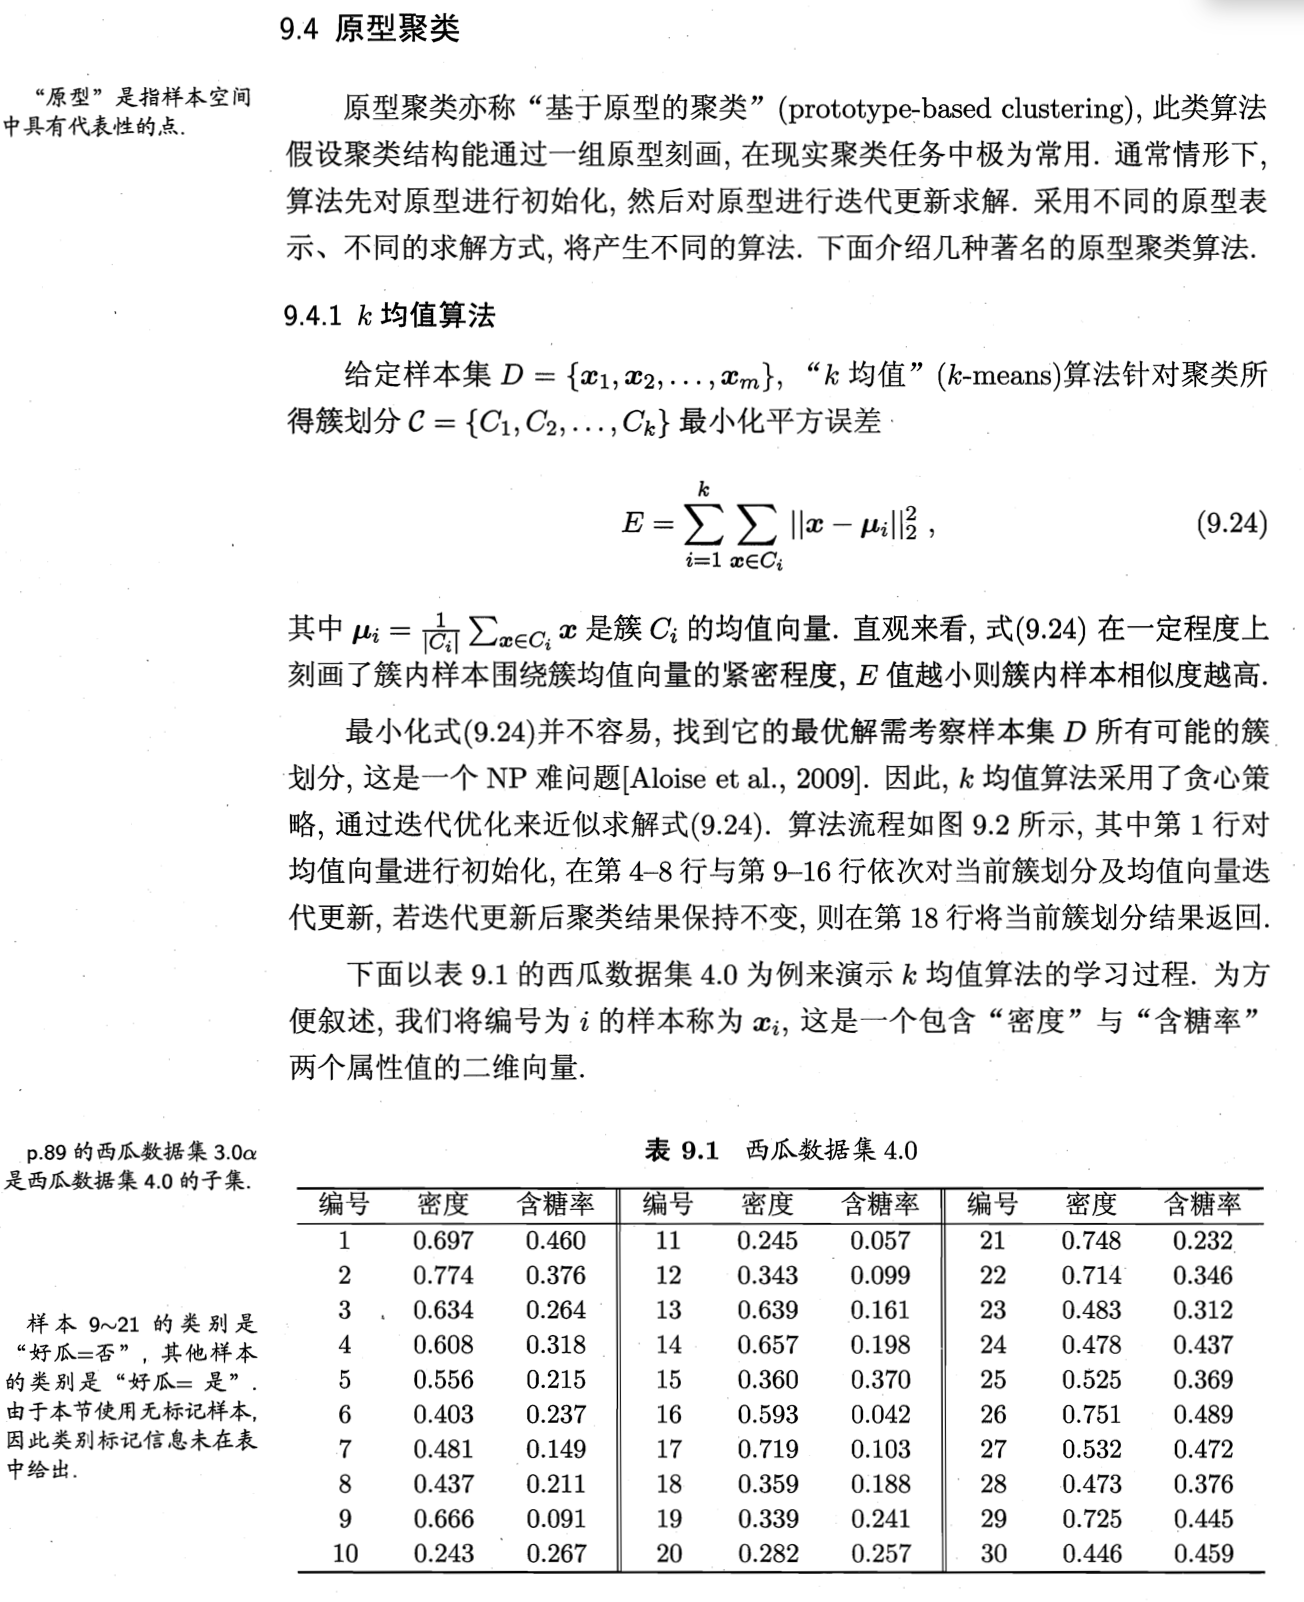 9.4 原型聚类
“原型”是指样本空间
中具有代表性的点.
原型聚类亦称“基于原型的聚类”(prototype-based clustering), 此类算法
假设聚类结构能通过一组原型刻画, 在现实聚类任务中极为常用. 通常情形下,
算法先对原型进行初始化, 然后对原型进行迭代更新求解. 采用不同的原型表
示、不同的求解方式, 将产生不同的算法. 下面介绍几种著名的原型聚类算法.
9.4.1 k 均值算法
给定样本集 D = {x₁, x₂, . . . , xₘ}, “k 均值”(k-means)算法针对聚类所
得簇划分 C = {C₁, C₂, . . . , Cₖ} 最小化平方误差
E = ∑_{i=1}^{k} ∑_{x∈C_i} ||x − μ_i||₂² , (9.24)
其中 μ_i = \frac{1}{|C_i|} ∑_{x∈C_i} x 是簇 C_i 的均值向量. 直观来看, 式(9.24) 在一定程度上
刻画了簇内样本围绕簇均值向量的紧密程度, E 值越小则簇内样本相似度越高.
最小化式(9.24)并不容易, 找到它的最优解需考察样本集 D 所有可能的簇
划分, 这是一个 NP 难问题[Aloise et al., 2009]. 因此, k 均值算法采用了贪心策
略, 通过迭代优化来近似求解式(9.24). 算法流程如图 9.2 所示, 其中第 1 行对
均值向量进行初始化, 在第 4–8 行与第 9–16 行依次对当前簇划分及均值向量迭
代更新, 若迭代更新后聚类结果保持不变, 则在第 18 行将当前簇划分结果返回.
下面以表 9.1 的西瓜数据集 4.0 为例来演示 k 均值算法的学习过程. 为方
便叙述, 我们将编号为 i 的样本称为 x_i, 这是一个包含“密度”与“含糖率”
两个属性值的二维向量.
p.89 的西瓜数据集 3.0α
是西瓜数据集 4.0 的子集.
样本 9~21 的类别是
“好瓜=否”, 其他样本
的类别是“好瓜= 是”.
由于本节使用无标记样本,
因此类别标记信息未在表
中给出.
表 9.1 西瓜数据集 4.0
编号 密度 含糖率 编号 密度 含糖率 编号 密度 含糖率
1 0.697 0.460 11 0.245 0.057 21 0.748 0.232
2 0.774 0.376 12 0.343 0.099 22 0.714 0.346
3 0.634 0.264 13 0.639 0.161 23 0.483 0.312
4 0.608 0.318 14 0.657 0.198 24 0.478 0.437
5 0.556 0.215 15 0.360 0.370 25 0.525 0.369
6 0.403 0.237 16 0.593 0.042 26 0.751 0.489
7 0.481 0.149 17 0.719 0.103 27 0.532 0.472
8 0.437 0.211 18 0.359 0.188 28 0.473 0.376
9 0.666 0.091 19 0.339 0.241 29 0.725 0.445
10 0.243 0.267 20 0.282 0.257 30 0.446 0.459